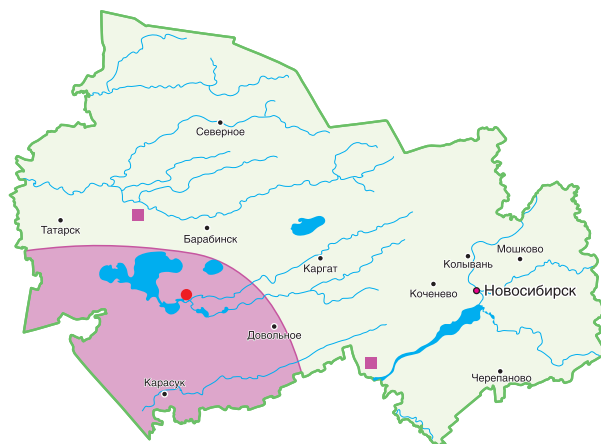 Северное
Татарск
Барабинск
Мошково
Колывань
Каргат
Коченево
Новосибирск
Довольное
Черепаново
Карасук